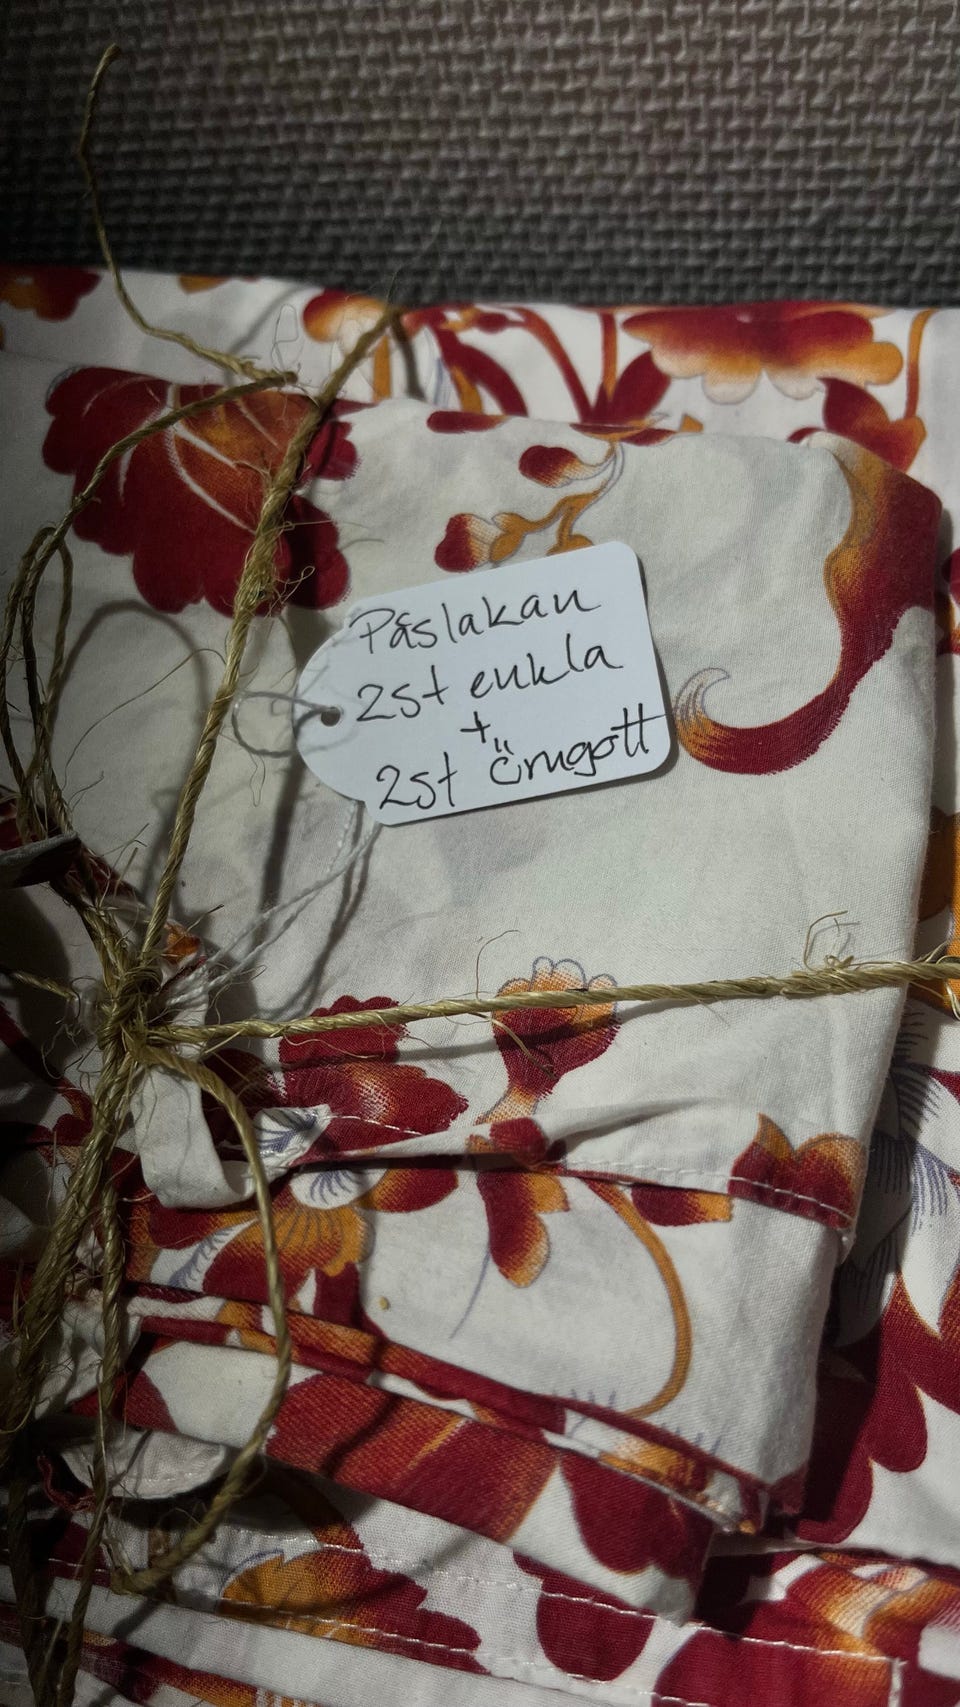 Påslakan
2st enkla
+
2st örngott